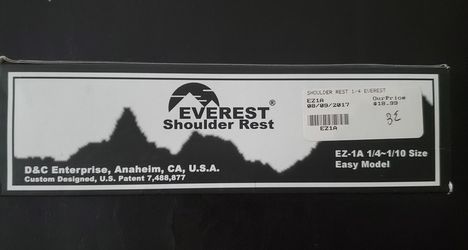 SHOULDER REST 1/4 EVEREST
EZ1A OurPrice
08/09/2017 $18.99
EZ1A
EVEREST®
Shoulder Rest
EZ-1A 1/4~1/10 Size
Easy Model
D&C Enterprise, Anaheim, CA, U.S.A.
Custom Designed, U.S. Patent 7,488,877